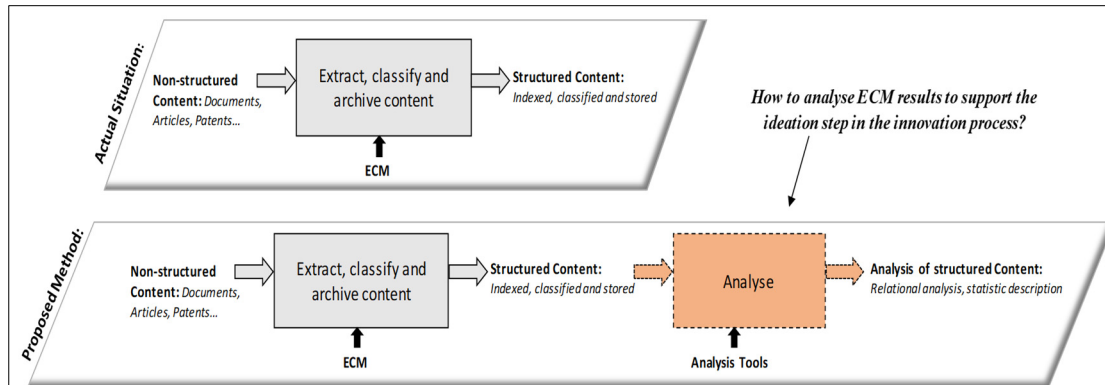 Actual Situation:
Non-structured
Content: Documents,
Articles, Patents...
Extract, classify and
archive content
ECM
Structured Content:
Indexed, classified and stored
How to analyse ECM results to support the
ideation step in the innovation process?
Proposed Method:
Non-structured
Content: Documents,
Articles, Patents...
Extract, classify and
archive content
ECM
Structured Content:
Indexed, classified and stored
Analyse
Analysis Tools
Analysis of structured Content:
Relational analysis, statistic description